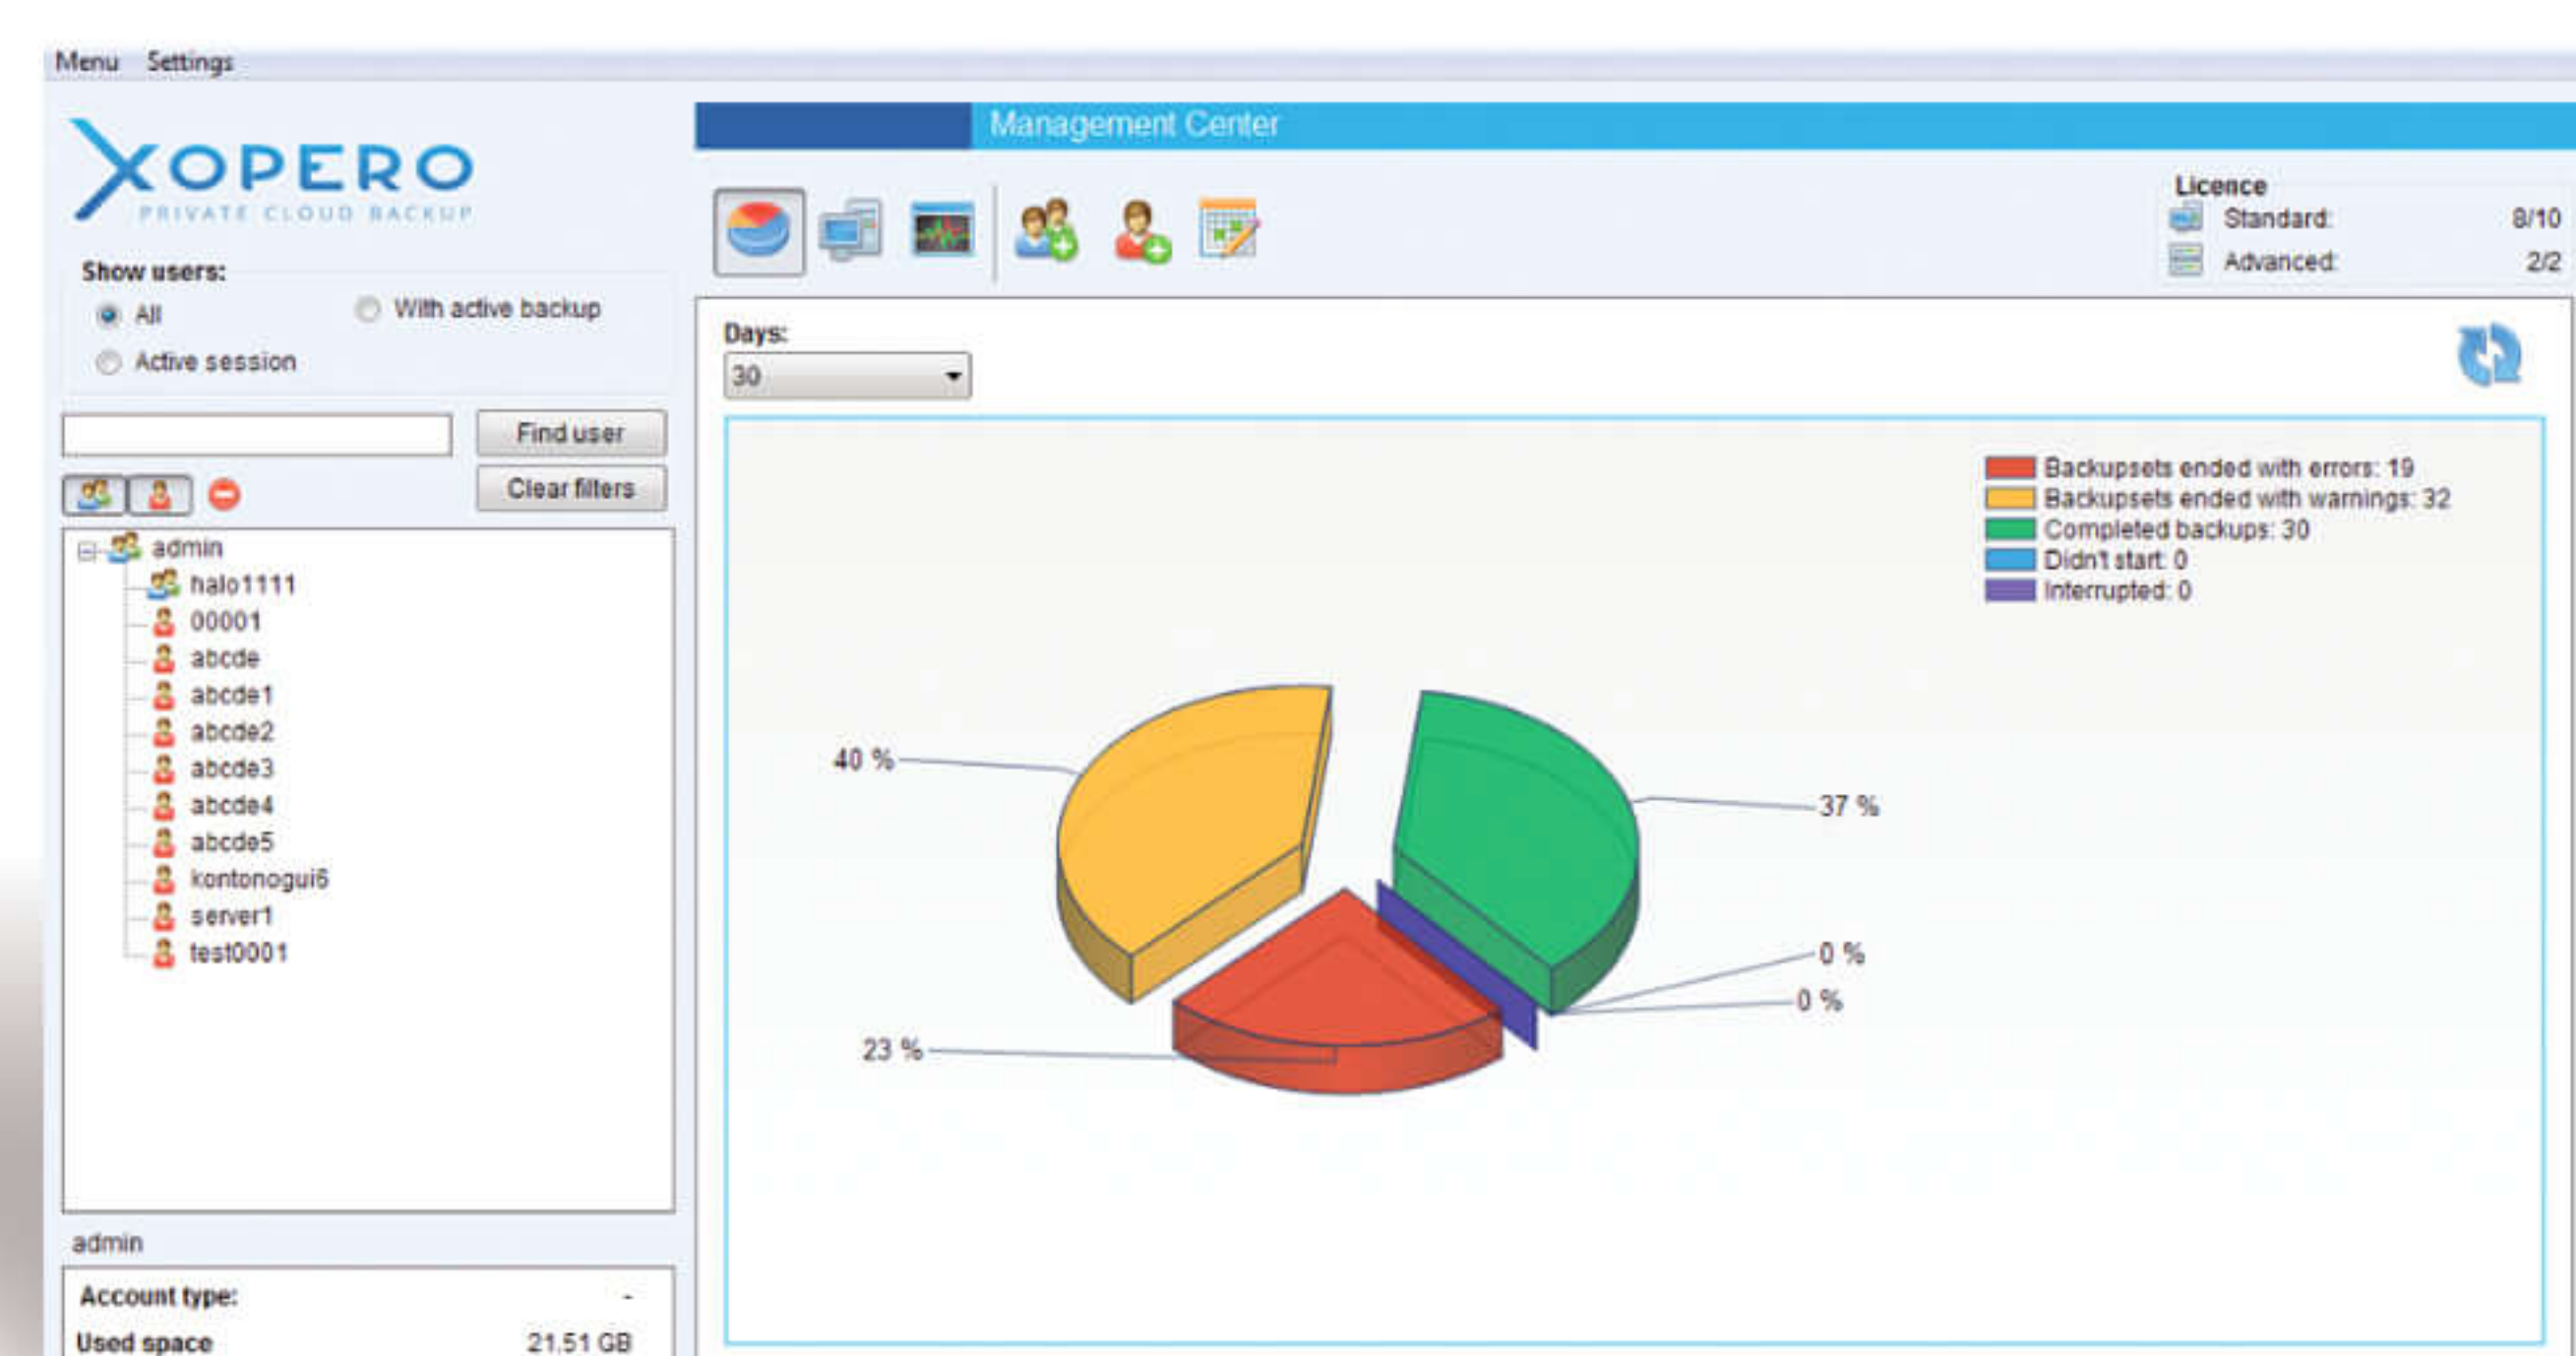 Menu Settings
XOPERO
PRIVATE CLOUD BACKUP
Show users:
All
With active backup
Active session
Find user
Clear filters
admin
halo1111
00001
abcde
abcde1
abcde2
abcde3
abcde4
abcde5
kontonogui6
server1
test0001
admin
Account type: -
Used space 21,51 GB
Management Center
Licence
Standard: 8/10
Advanced: 2/2
Days:
30
Backupsets ended with errors: 19
Backupsets ended with warnings: 32
Completed backups: 30
Didn't start: 0
Interrupted: 0
40 %
37 %
0 %
0 %
23 %